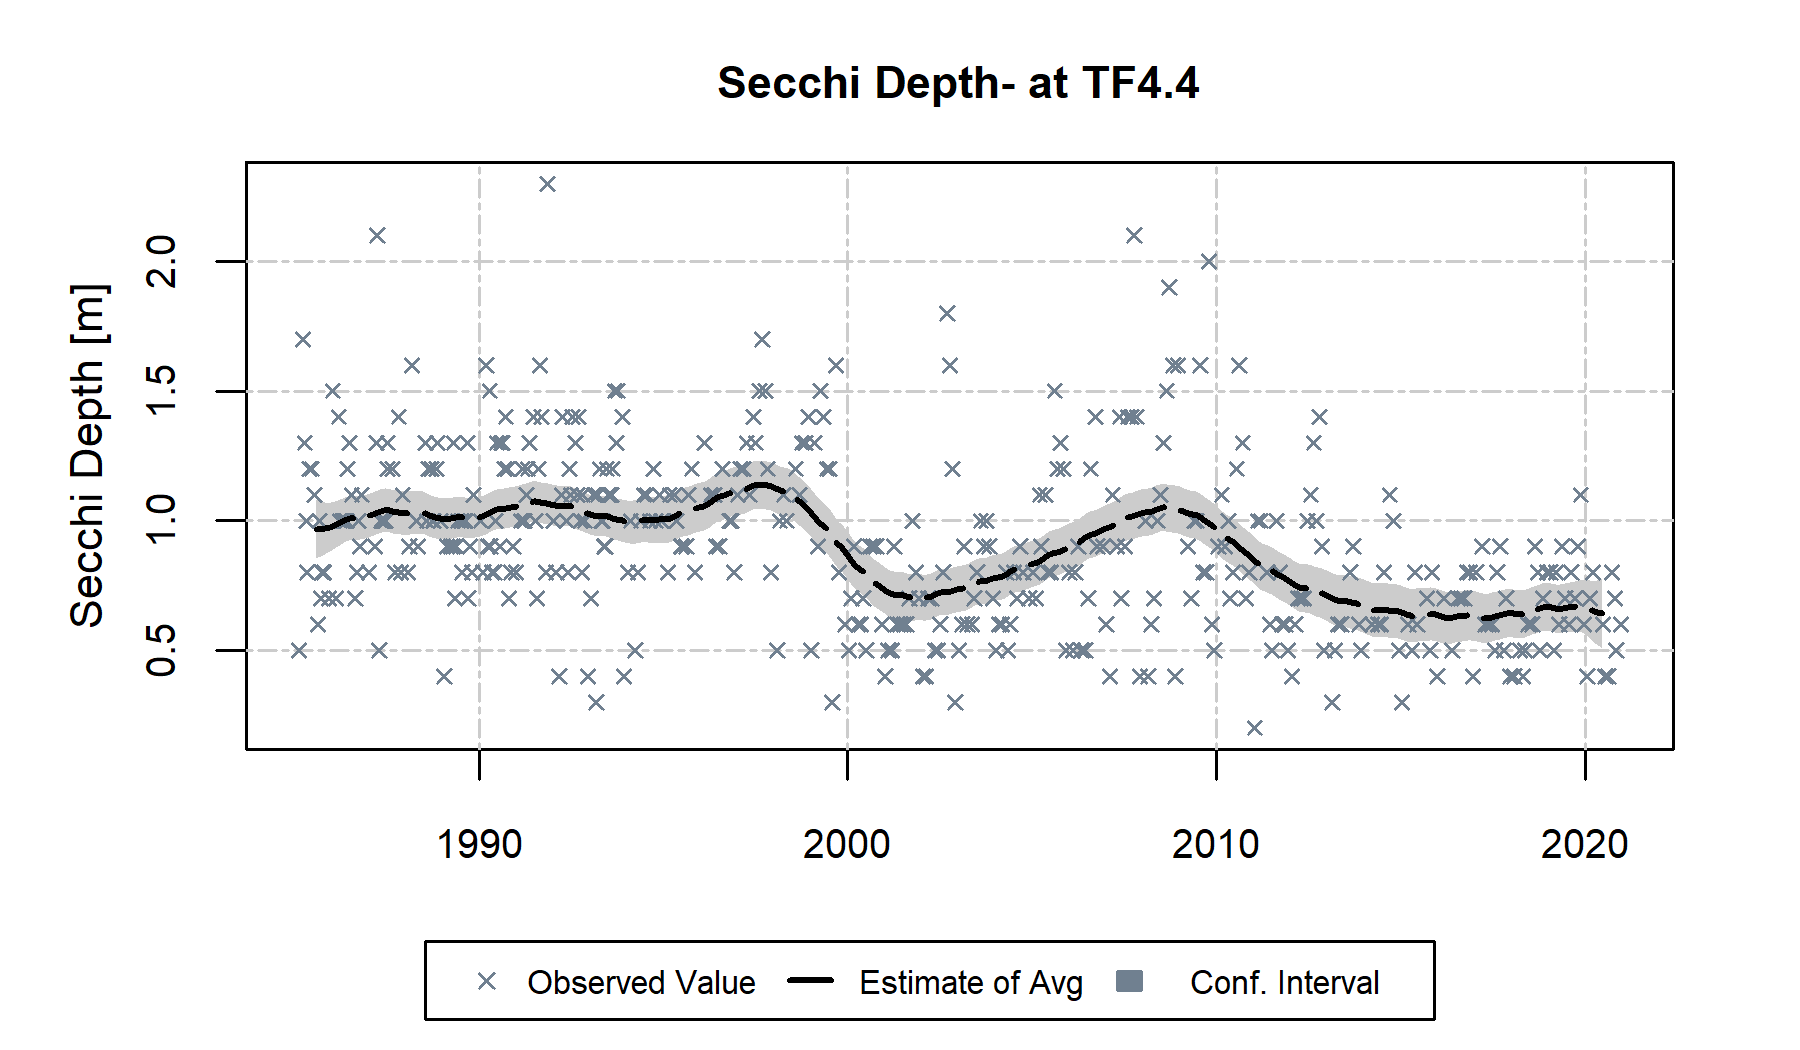 Secchi Depth- at TF4.4
Secchi Depth [m]
2.0
1.5
1.0
0.5
1990
2000
2010
2020
Observed Value
Estimate of Avg
Conf. Interval